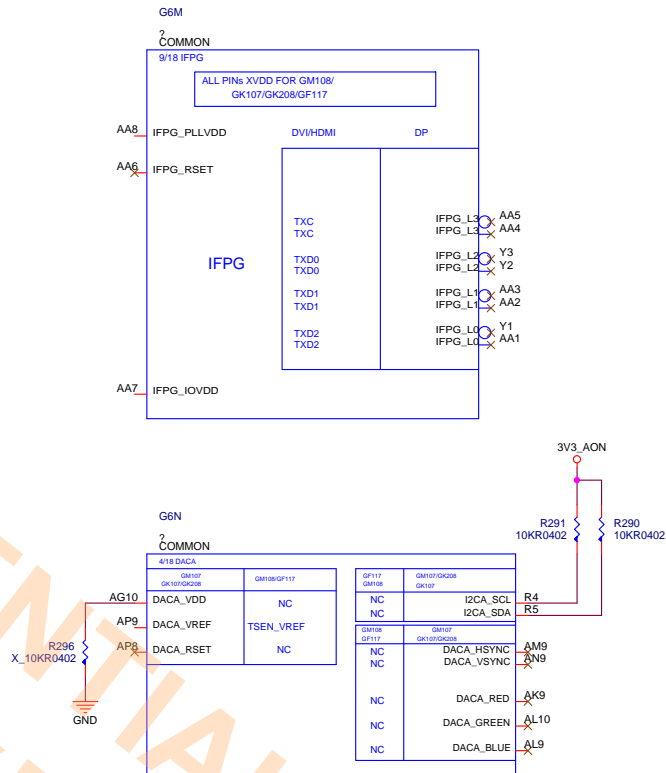 G6M
?
COMMON
9/18 IFPG
ALL PINs XVDD FOR GM108/
GK107/GK208/GF117
AA8 IFPG_PLLVDD DVI/HDMI DP
AA6 IFPG_RSET
TXC IFPG_L3 AA5
TXC IFPG_L3 AA4
IFPG
TXD0 IFPG_L2 Y3
TXD0 IFPG_L2 Y2
TXD1 IFPG_L1 AA3
TXD1 IFPG_L1 AA2
TXD2 IFPG_L0 Y1
TXD2 IFPG_L0 AA1
AA7 IFPG_IOVDD
3V3_AON
G6N
R291
10KR0402
R290
10KR0402
?
COMMON
4/18 DACA
GM107
GK107/GK208
GM108/GF117
GF117
GM108
GM107/GK208
GK107
AG10 DACA_VDD NC
NC I2CA_SCL R4
NC I2CA_SDA R5
AP9 DACA_VREF TSEN_VREF
GM108
GF117
GM107
GK107/GK208
AP8 DACA_RSET NC
NC DACA_HSYNC AM9
NC DACA_VSYNC AN9
R296
X_10KR0402
GND
NC DACA_RED AK9
NC DACA_GREEN AL10
NC DACA_BLUE AL9
ENTIAL